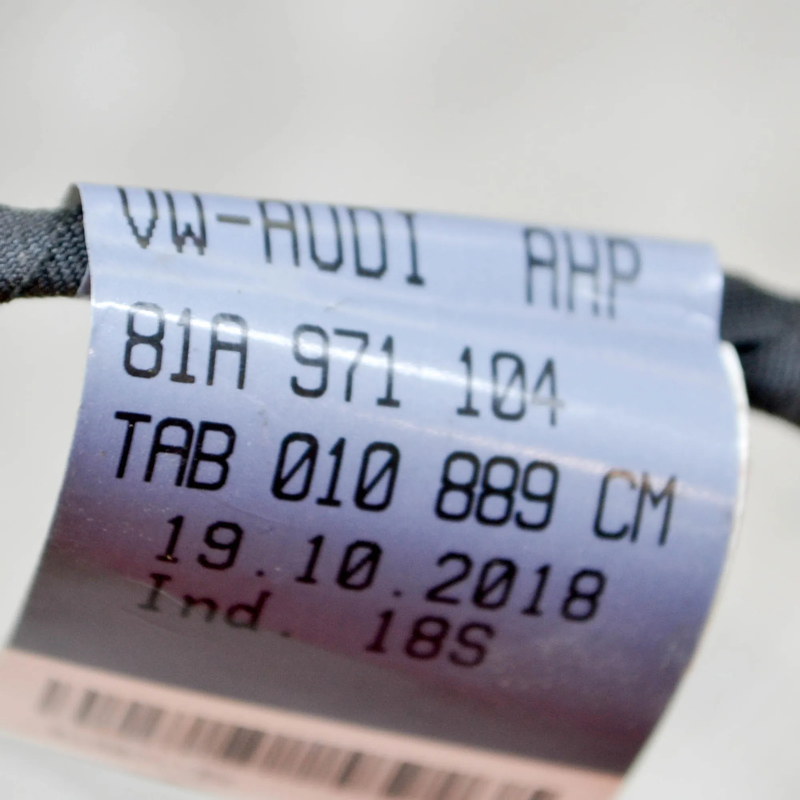 VW-AUDI AHP
81A 971 104
TAB 010 889 CM
19.10.2018
Ind. 18S